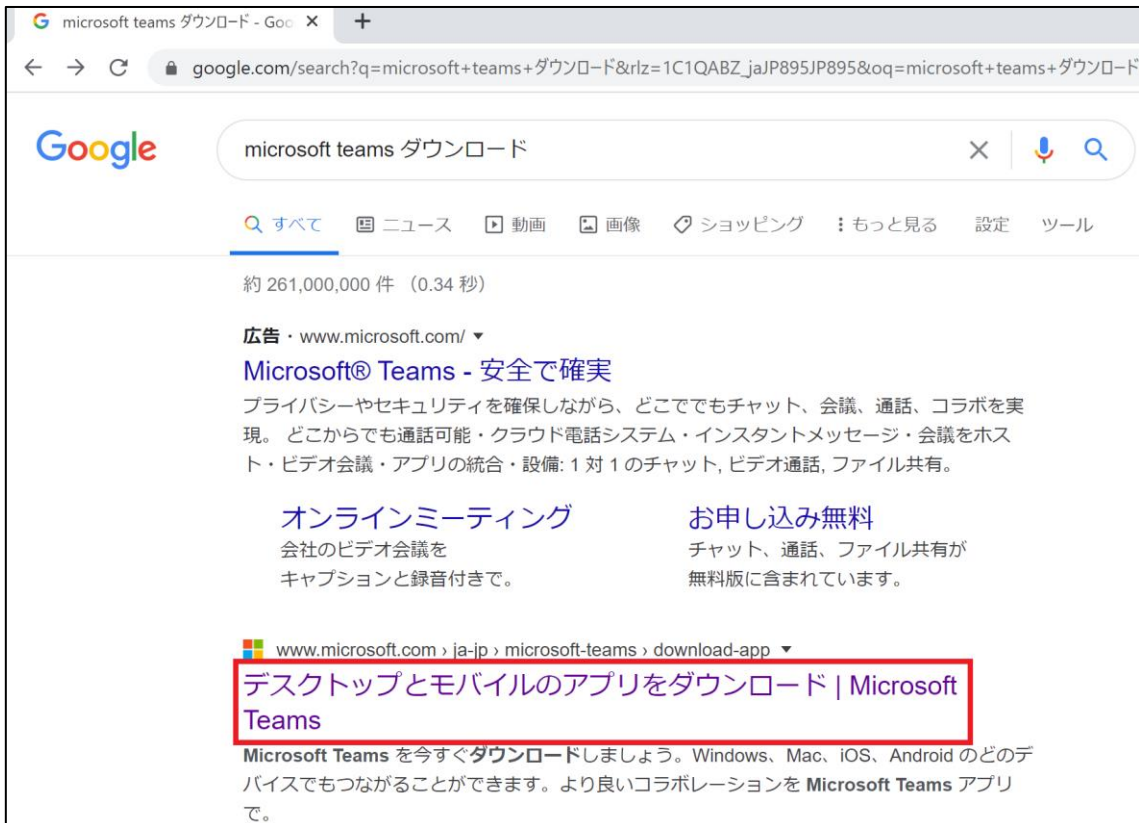 microsoft teams ダウンロード - Goo
google.com/search?q=microsoft+teams+ダウンロード&rlz=1C1QABZ_jaJP895JP895&oq=microsoft+teams+ダウンロード
Google
microsoft teams ダウンロード
すべて ニュース 動画 画像 ショッピング もっと見る 設定 ツール
約 261,000,000 件 （0.34 秒）
広告・www.microsoft.com/
Microsoft® Teams - 安全で確実
プライバシーやセキュリティを確保しながら、どこででもチャット、会議、通話、コラボを実
現。 どこからでも通話可能・クラウド電話システム・インスタントメッセージ・会議をホス
ト・ビデオ会議・アプリの統合・設備: 1 対 1 のチャット, ビデオ通話, ファイル共有。
オンラインミーティング
会社のビデオ会議を
キャプションと録音付きで。
お申し込み無料
チャット、通話、ファイル共有が
無料版に含まれています。
www.microsoft.com › ja-jp › microsoft-teams › download-app
デスクトップとモバイルのアプリをダウンロード | Microsoft
Teams
Microsoft Teams を今すぐダウンロードしましょう。Windows、Mac、iOS、Android のどのデ
バイスでもつながることができます。より良いコラボレーションを Microsoft Teams アプリ
で。